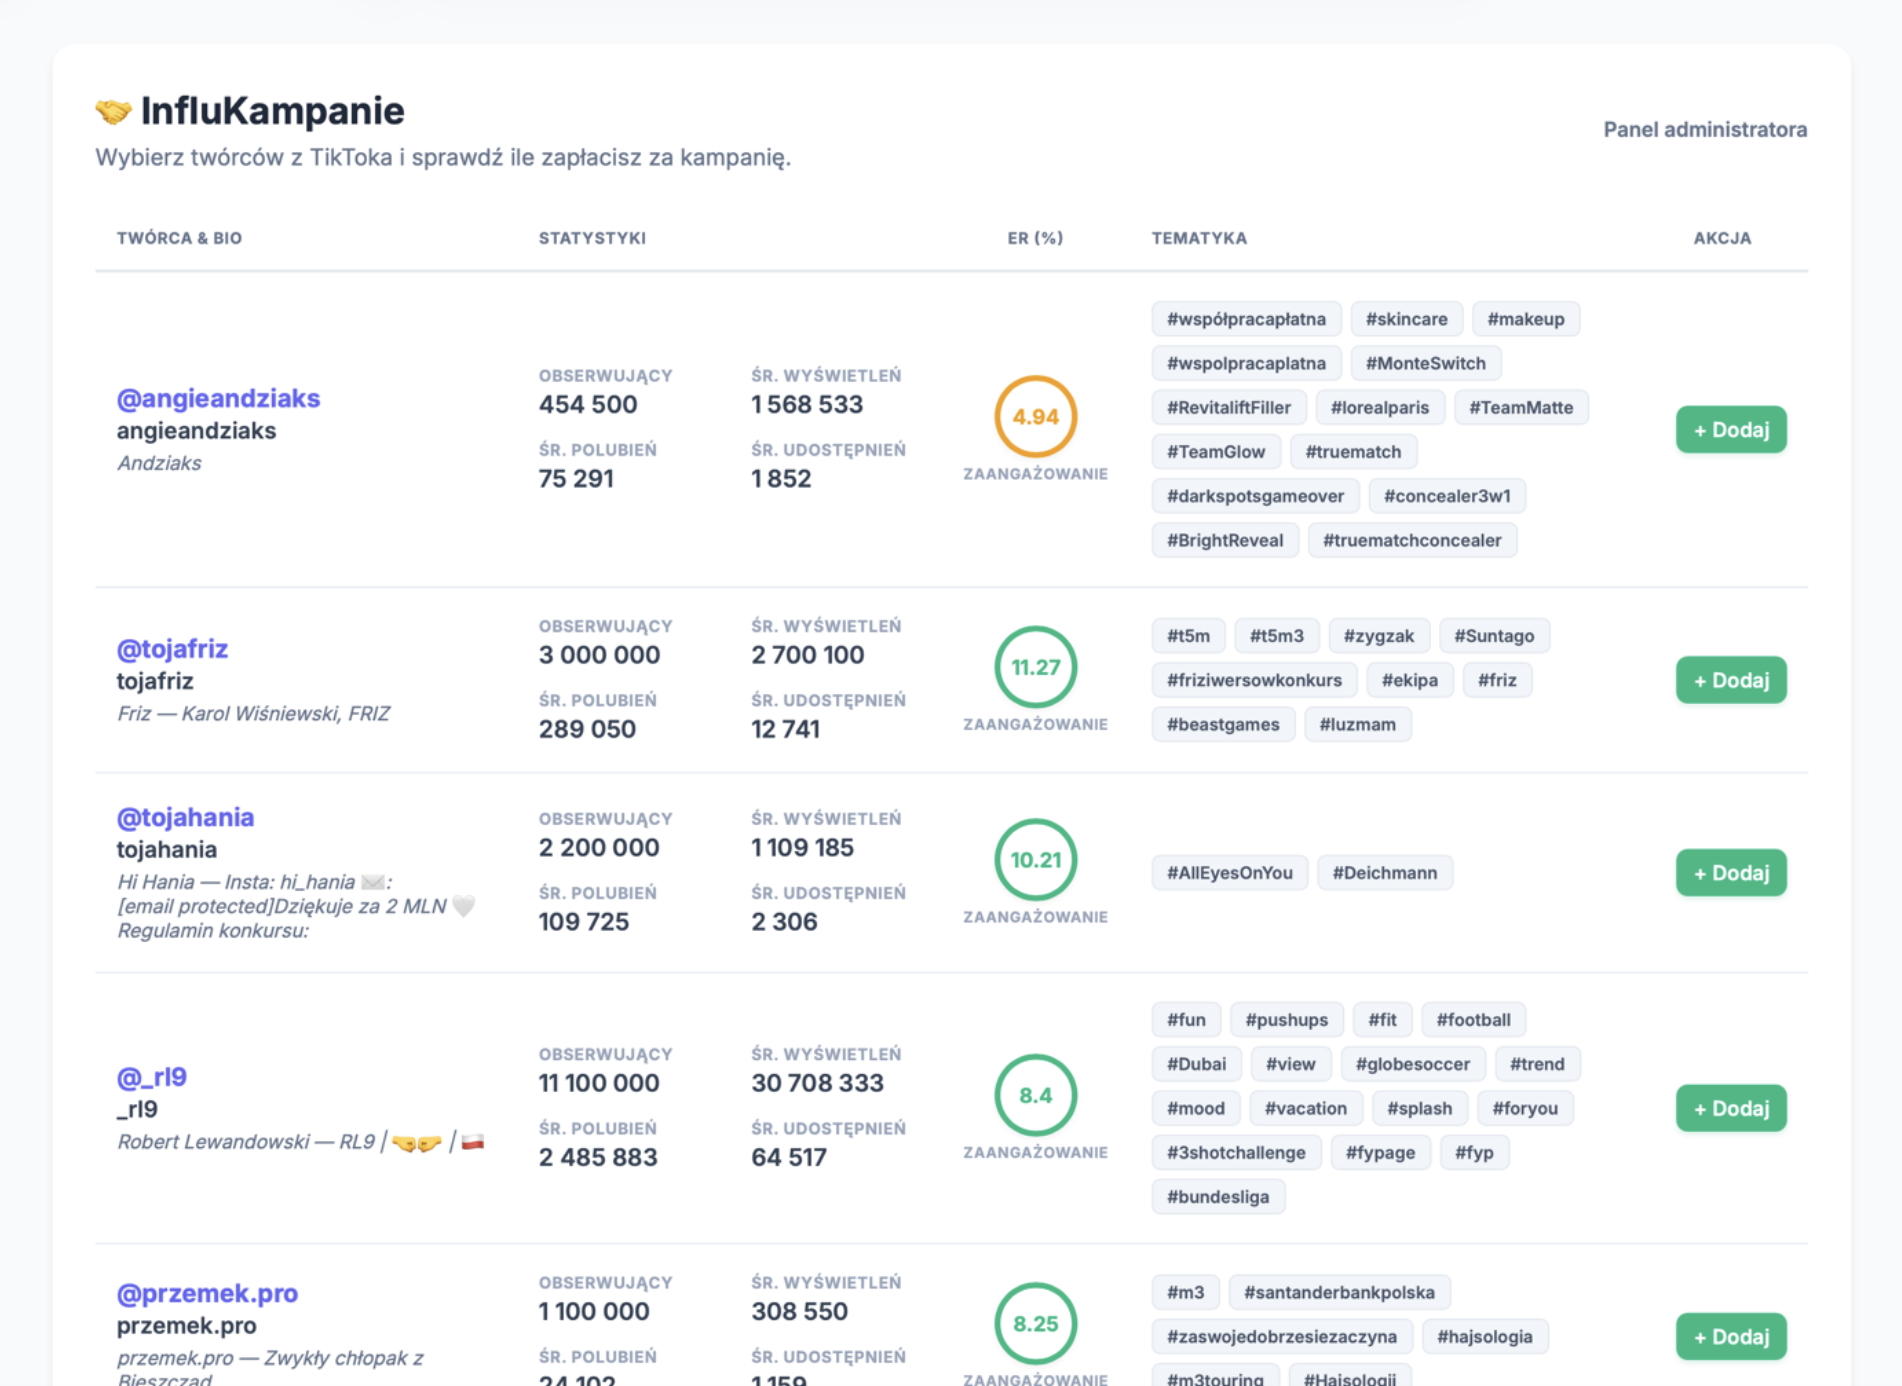 🤝 InfluKampanie
Panel administratora
Wybierz twórców z TikToka i sprawdź ile zapłacisz za kampanię.
TWÓRCA & BIO STATYSTYKI ER (%) TEMATYKA AKCJA
@angieandziaks
angieandziaks
Andziaks
OBSERWUJĄCY ŚR. WYŚWIETLEŃ
454 500 1 568 533
ŚR. POLUBIEŃ ŚR. UDOSTĘPNIEŃ
75 291 1 852
4.94
ZAANGAŻOWANIE
#współpracapłatna #skincare #makeup
#wspolpracaplatna #MonteSwitch
#RevitaliftFiller #lorealparis #TeamMatte
#TeamGlow #truematch
#darkspotsgameover #concealer3w1
#BrightReveal #truematchconcealer
+ Dodaj
@tojafriz
tojafriz
Friz — Karol Wiśniewski, FRIZ
OBSERWUJĄCY ŚR. WYŚWIETLEŃ
3 000 000 2 700 100
ŚR. POLUBIEŃ ŚR. UDOSTĘPNIEŃ
289 050 12 741
11.27
ZAANGAŻOWANIE
#t5m #t5m3 #zygzak #Suntago
#friziwersowkonkurs #ekipa #friz
#beastgames #luzmam
+ Dodaj
@tojahania
tojahania
Hi Hania — Insta: hi_hania ✉️:
[email protected]Dziękuje za 2 MLN 🤍
Regulamin konkursu:
OBSERWUJĄCY ŚR. WYŚWIETLEŃ
2 200 000 1 109 185
ŚR. POLUBIEŃ ŚR. UDOSTĘPNIEŃ
109 725 2 306
10.21
ZAANGAŻOWANIE
#AllEyesOnYou #Deichmann
+ Dodaj
@_rl9
_rl9
Robert Lewandowski — RL9 | 🤜🤛 | 🇵🇱
OBSERWUJĄCY ŚR. WYŚWIETLEŃ
11 100 000 30 708 333
ŚR. POLUBIEŃ ŚR. UDOSTĘPNIEŃ
2 485 883 64 517
8.4
ZAANGAŻOWANIE
#fun #pushups #fit #football
#Dubai #view #globesoccer #trend
#mood #vacation #splash #foryou
#3shotchallenge #fypage #fyp
#bundesliga
+ Dodaj
@przemek.pro
przemek.pro
przemek.pro — Zwykły chłopak z
Bieszczad
OBSERWUJĄCY ŚR. WYŚWIETLEŃ
1 100 000 308 550
ŚR. POLUBIEŃ ŚR. UDOSTĘPNIEŃ
24 102 1 159
8.25
ZAANGAŻOWANIE
#m3 #santanderbankpolska
#zaswojedobrzesiezaczyna #hajsologia
#m3touring #Hajsologii
+ Dodaj